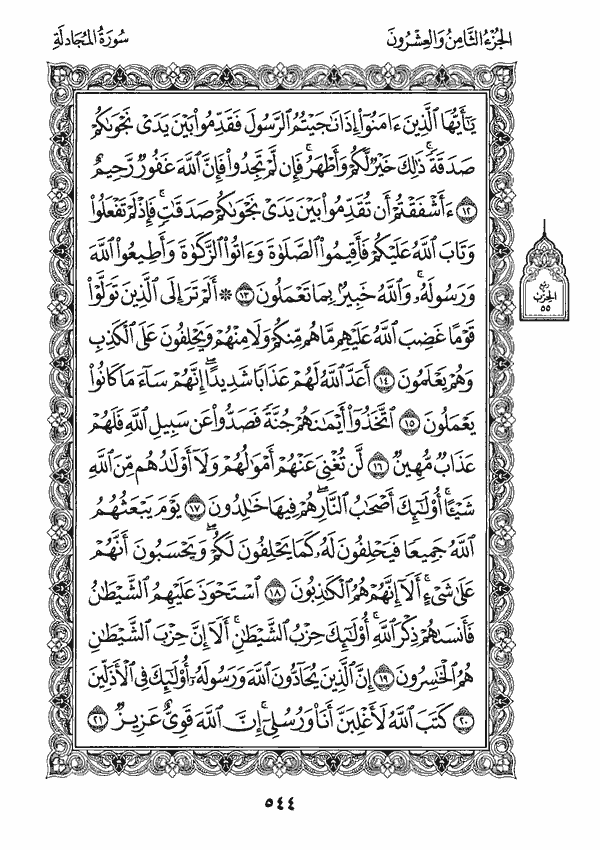 الجُزْءُ الثَّامِنُ وَالعِشْرُونَ
سُورَةُ المُجَادلَةِ
يَٰٓأَيُّهَا ٱلَّذِينَ ءَامَنُوٓا۟ إِذَا نَٰجَيْتُمُ ٱلرَّسُولَ فَقَدِّمُوا۟ بَيْنَ يَدَىْ نَجْوَىٰكُمْ
صَدَقَةً ۚ ذَٰلِكَ خَيْرٌ لَّكُمْ وَأَطْهَرُ ۚ فَإِن لَّمْ تَجِدُوا۟ فَإِنَّ ٱللَّهَ غَفُورٌ رَّحِيمٌ
١٢ ءَأَشْفَقْتُمْ أَن تُقَدِّمُوا۟ بَيْنَ يَدَىْ نَجْوَىٰكُمْ صَدَقَٰتٍ ۚ فَإِذْ لَمْ تَفْعَلُوا۟
وَتَابَ ٱللَّهُ عَلَيْكُمْ فَأَقِيمُوا۟ ٱلصَّلَوٰةَ وَءَاتُوا۟ ٱلزَّكَوٰةَ وَأَطِيعُوا۟ ٱللَّهَ
وَرَسُولَهُۥ ۚ وَٱللَّهُ خَبِيرٌۢ بِمَا تَعْمَلُونَ ١٣ ۞ أَلَمْ تَرَ إِلَى ٱلَّذِينَ تَوَلَّوْا۟
قَوْمًا غَضِبَ ٱللَّهُ عَلَيْهِم مَّا هُم مِّنكُمْ وَلَا مِنْهُمْ وَيَحْلِفُونَ عَلَى ٱلْكَذِبِ
وَهُمْ يَعْلَمُونَ ١٤ أَعَدَّ ٱللَّهُ لَهُمْ عَذَابًا شَدِيدًا ۖ إِنَّهُمْ سَآءَ مَا كَانُوا۟
يَعْمَلُونَ ١٥ ٱتَّخَذُوٓا۟ أَيْمَٰنَهُمْ جُنَّةً فَصَدُّوا۟ عَن سَبِيلِ ٱللَّهِ فَلَهُمْ
عَذَابٌ مُّهِينٌ ١٦ لَّن تُغْنِىَ عَنْهُمْ أَمْوَٰلُهُمْ وَلَآ أَوْلَٰدُهُم مِّنَ ٱللَّهِ
شَيْـًٔا ۚ أُو۟لَٰٓئِكَ أَصْحَٰبُ ٱلنَّارِ ۖ هُمْ فِيهَا خَٰلِدُونَ ١٧ يَوْمَ يَبْعَثُهُمُ
ٱللَّهُ جَمِيعًا فَيَحْلِفُونَ لَهُۥ كَمَا يَحْلِفُونَ لَكُمْ ۖ وَيَحْسَبُونَ أَنَّهُمْ
عَلَىٰ شَىْءٍ ۚ أَلَآ إِنَّهُمْ هُمُ ٱلْكَٰذِبُونَ ١٨ ٱسْتَحْوَذَ عَلَيْهِمُ ٱلشَّيْطَٰنُ
فَأَنسَىٰهُمْ ذِكْرَ ٱللَّهِ ۚ أُو۟لَٰٓئِكَ حِزْبُ ٱلشَّيْطَٰنِ ۚ أَلَآ إِنَّ حِزْبَ ٱلشَّيْطَٰنِ
هُمُ ٱلْخَٰسِرُونَ ١٩ إِنَّ ٱلَّذِينَ يُحَآدُّونَ ٱللَّهَ وَرَسُولَهُۥٓ أُو۟لَٰٓئِكَ فِى ٱلْأَذَلِّينَ
٢٠ كَتَبَ ٱللَّهُ لَأَغْلِبَنَّ أَنَا۠ وَرُسُلِىٓ ۚ إِنَّ ٱللَّهَ قَوِىٌّ عَزِيزٌ ٢١
ربع
الحزب
٥٥
٥٤٤